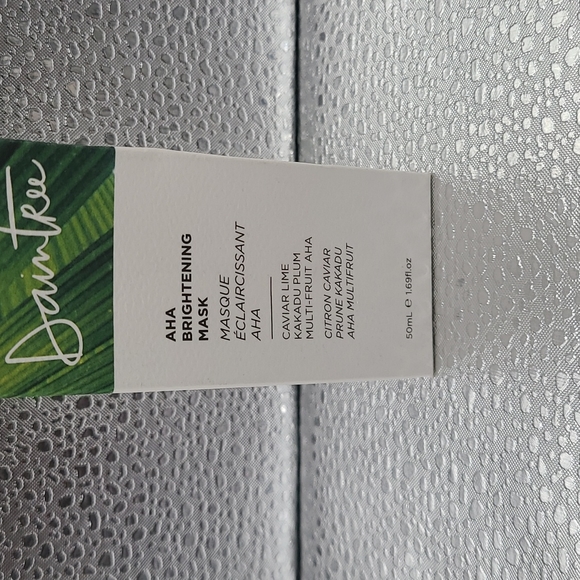 Daintree
AHA
BRIGHTENING
MASK
MASQUE
ÉCLAIRCISSANT
AHA
CAVIAR LIME
KAKADU PLUM
MULTI-FRUIT AHA
CITRON CAVIAR
PRUNE KAKADU
AHA MULTIFRUIT
50mL e 1.69fl.oz